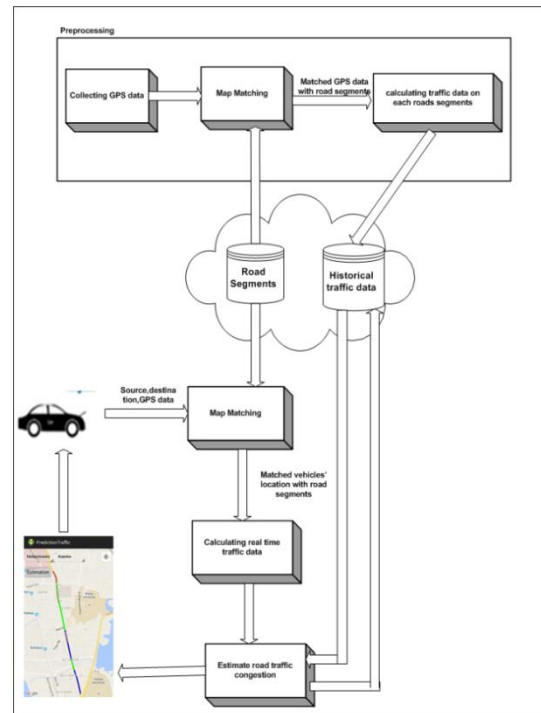 Preprocessing
Collecting GPS data
Map Matching
Matched GPS data
with road segments
calculating traffic data on
each roads segments
Road
Segments
Historical
traffic data
Source,destina
tion,GPS data
Map Matching
Matched vehicles'
location with road
segments
Calculating real time
traffic data
Estimate road traffic
congestion
PredictionTraffic
Estimation